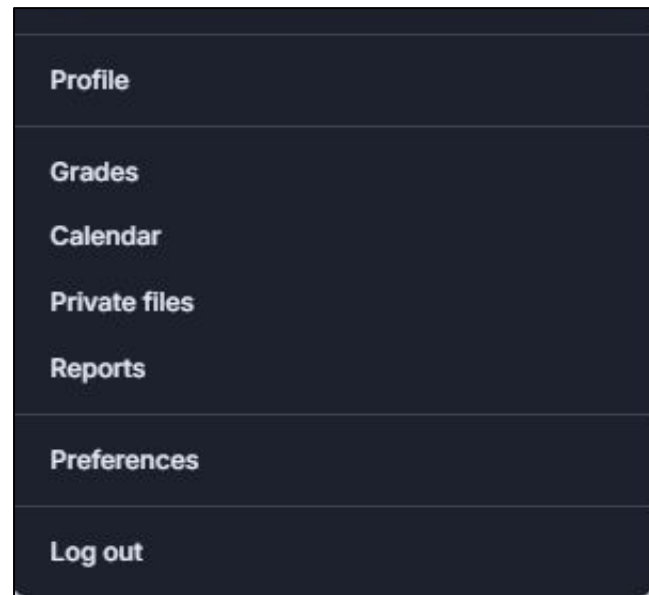 Profile
Grades
Calendar
Private files
Reports
Preferences
Log out